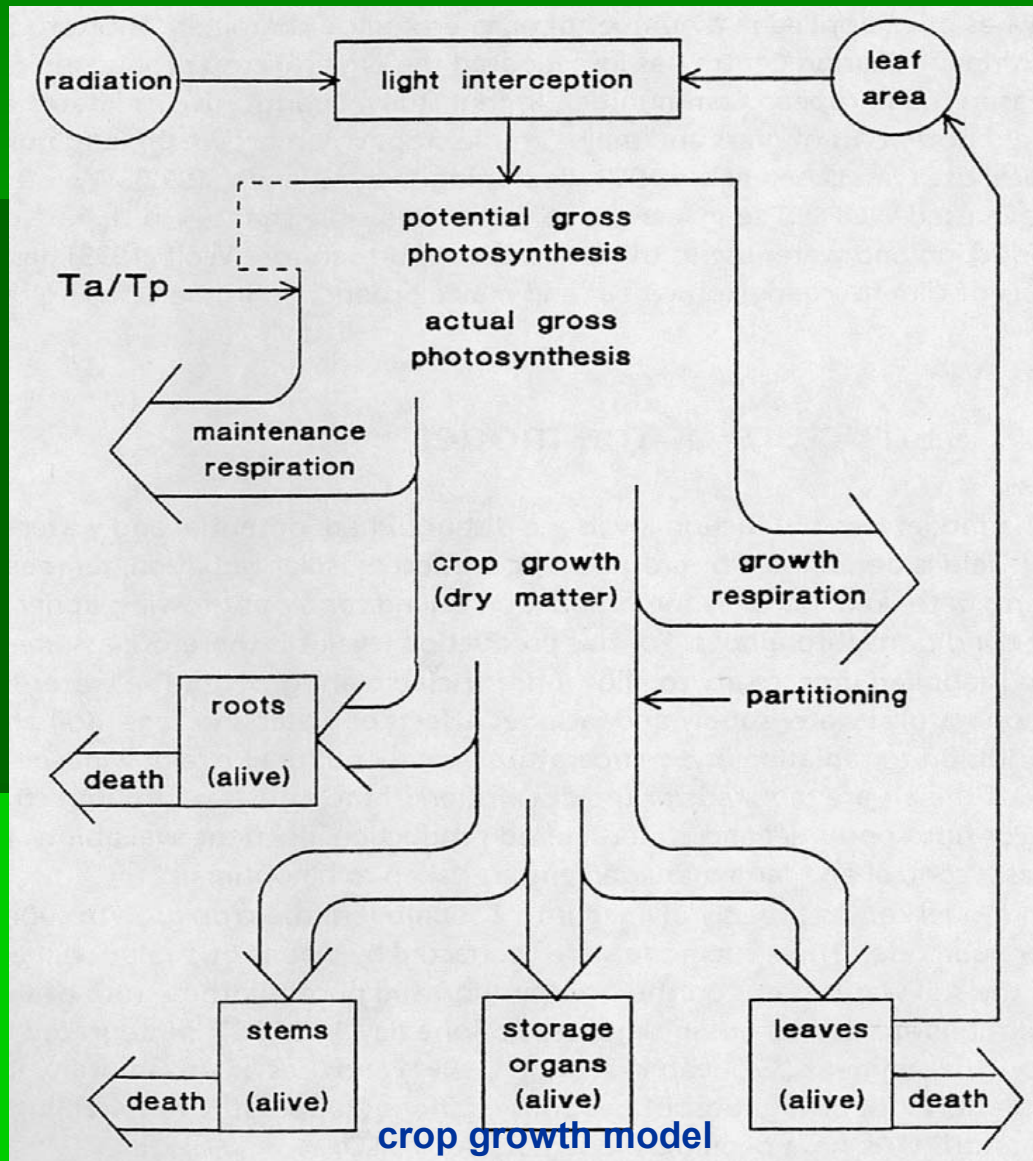 radiation
light interception
leaf
area
potential gross
photosynthesis
Ta/Tp
actual gross
photosynthesis
maintenance
respiration
crop growth
(dry matter)
growth
respiration
partitioning
roots
(alive)
death
stems
(alive)
death
storage
organs
(alive)
leaves
(alive)
death
crop growth model